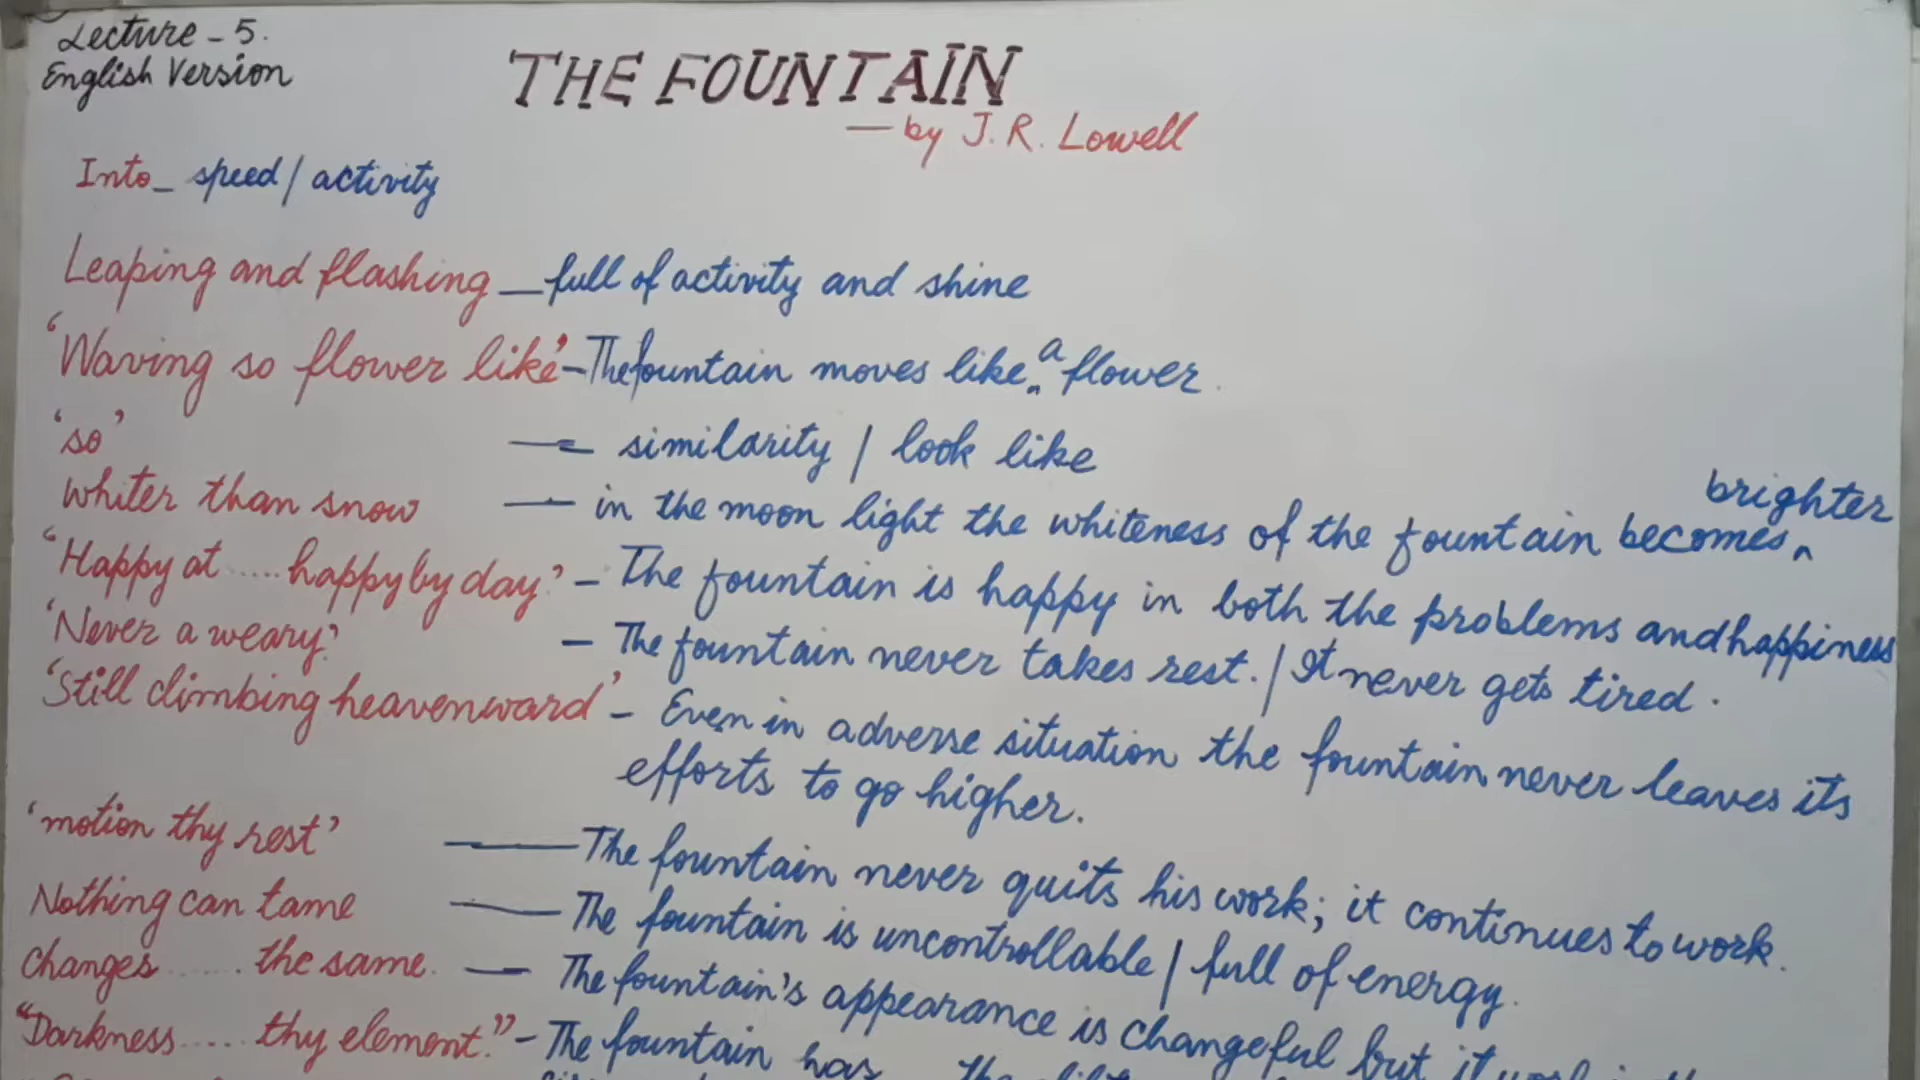 Lecture - 5.
English Version
THE FOUNTAIN
— by J. R. Lowell
Into _ speed / activity
Leaping and flashing _ full of activity and shine
'Waving so flower like' - The fountain moves like a flower
'so' — similarity / look like
whiter than snow — in the moon light the whiteness of the fountain becomes brighter
"Happy at ..... happy by day.' - The fountain is happy in both the problems and happiness
'Never a weary' - The fountain never takes rest. / It never gets tired.
'Still climbing heavenward' - Even in adverse situation the fountain never leaves its
efforts to go higher.
'motion thy rest' — The fountain never quits his work; it continues to work.
Nothing can tame — The fountain is uncontrollable / full of energy.
Changes ...... the same. — The fountain's appearance is changeful but it
"Darkness ..... thy element." - The fountain has the